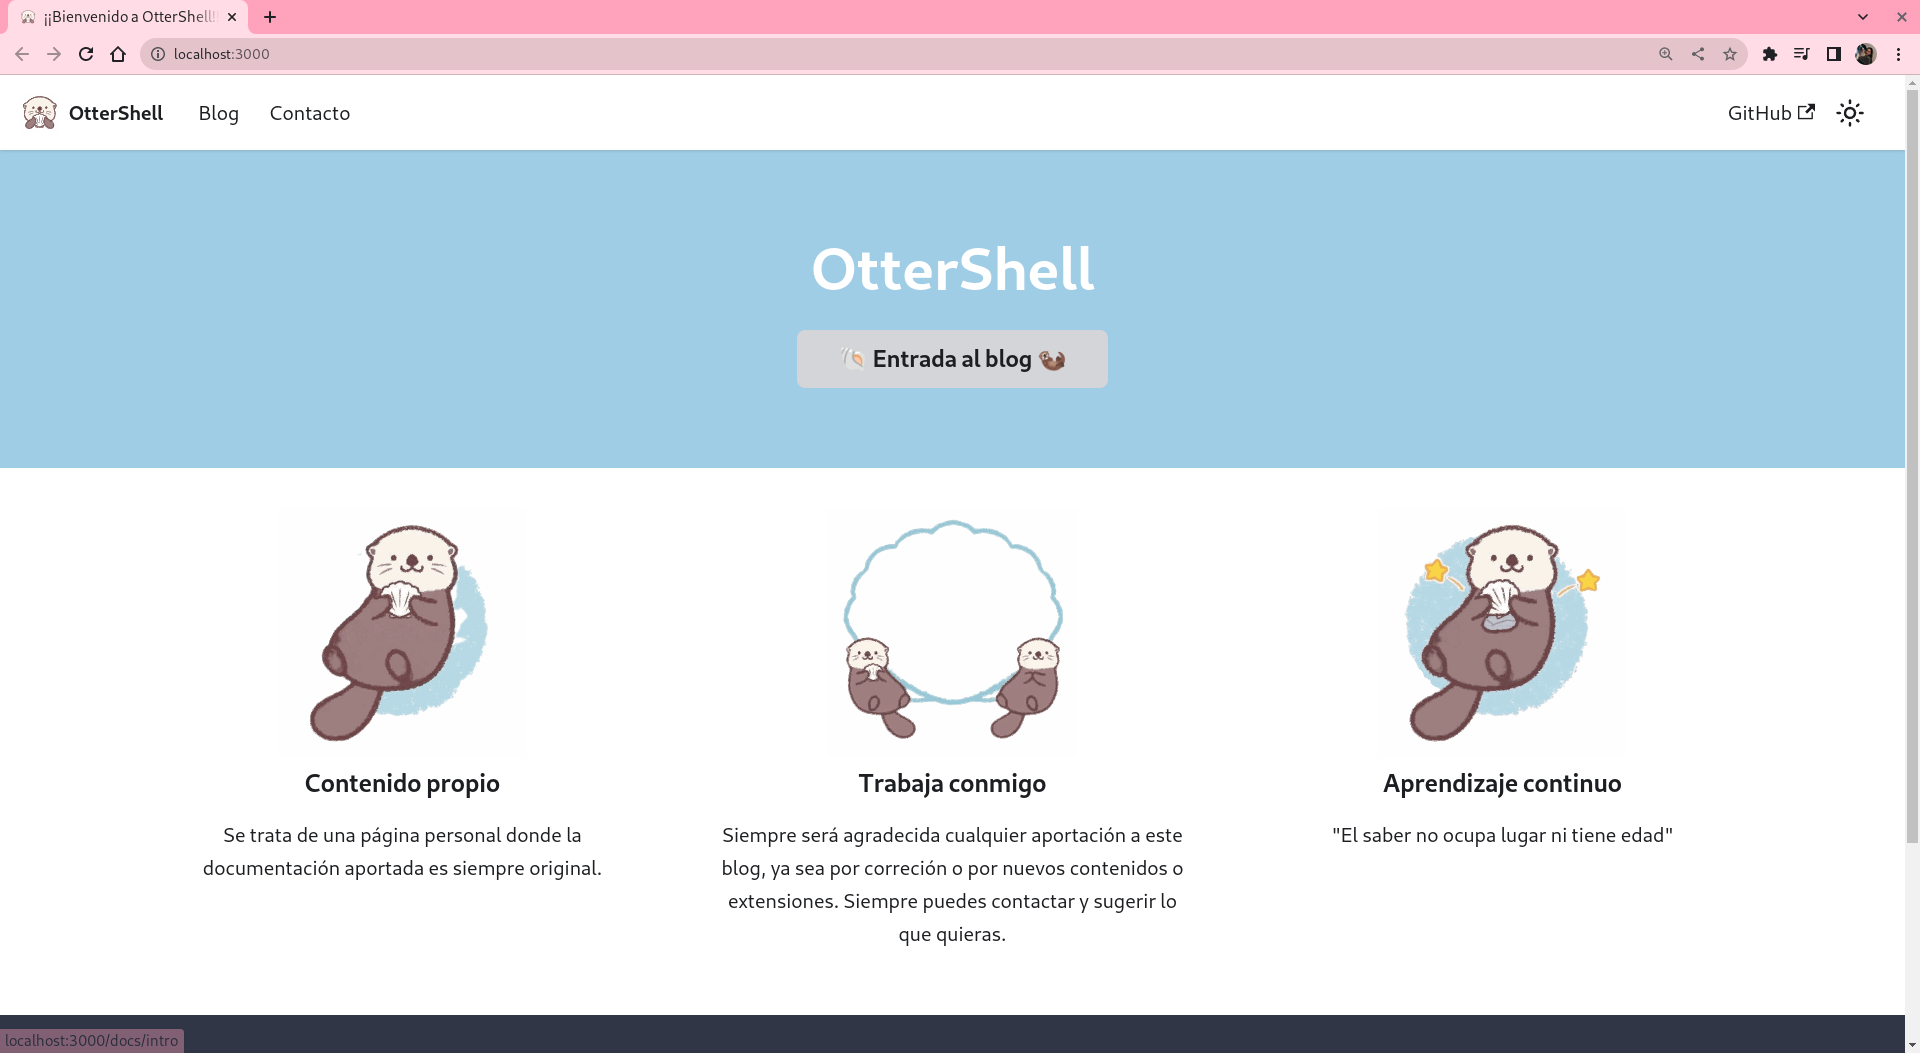 ¡¡Bienvenido a OtterShell!!
localhost:3000
OtterShell
Blog
Contacto
GitHub
OtterShell
🐚 Entrada al blog 🦦
Contenido propio
Se trata de una página personal donde la
documentación aportada es siempre original.
Trabaja conmigo
Siempre será agradecida cualquier aportación a este
blog, ya sea por correción o por nuevos contenidos o
extensiones. Siempre puedes contactar y sugerir lo
que quieras.
Aprendizaje continuo
"El saber no ocupa lugar ni tiene edad"
localhost:3000/docs/intro